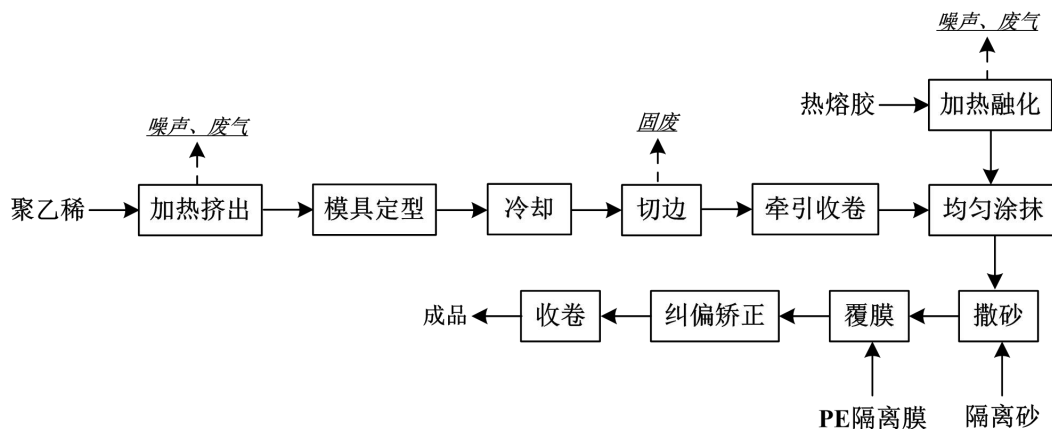 噪声、废气
热熔胶
加热融化
噪声、废气
固废
聚乙稀
加热挤出
模具定型
冷却
切边
牵引收卷
均匀涂抹
成品
收卷
纠偏矫正
覆膜
撒砂
PE隔离膜
隔离砂